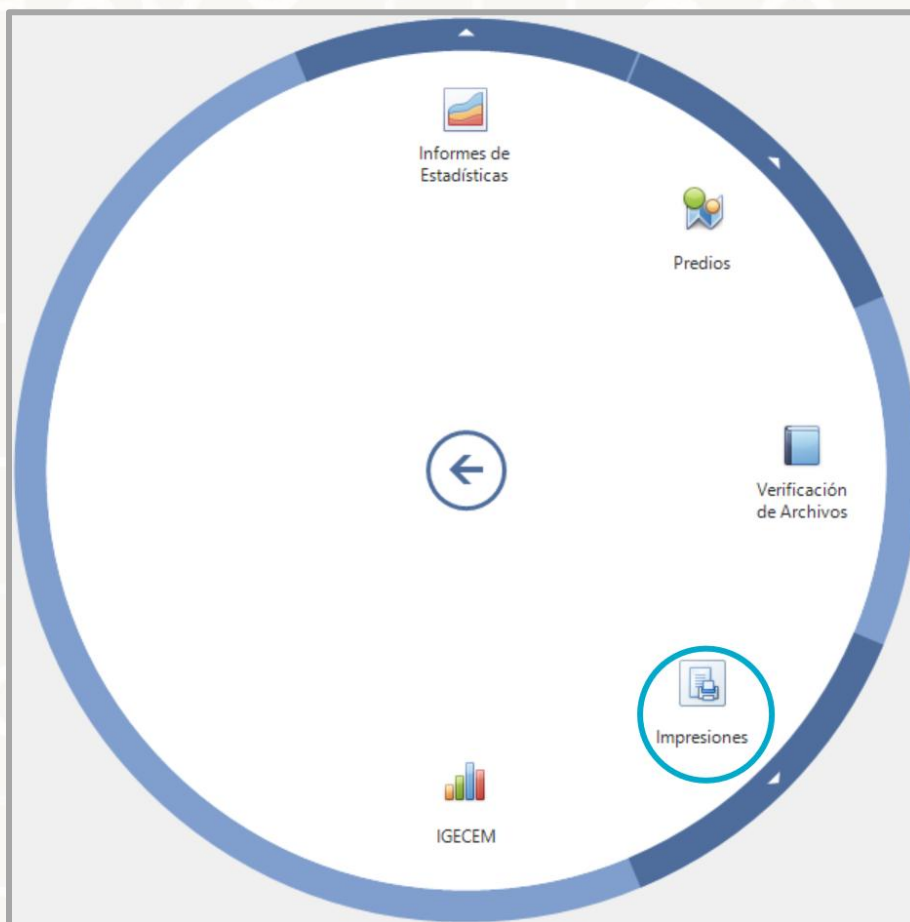 Informes de
Estadísticas
Predios
Verificación
de Archivos
Impresiones
IGECEM